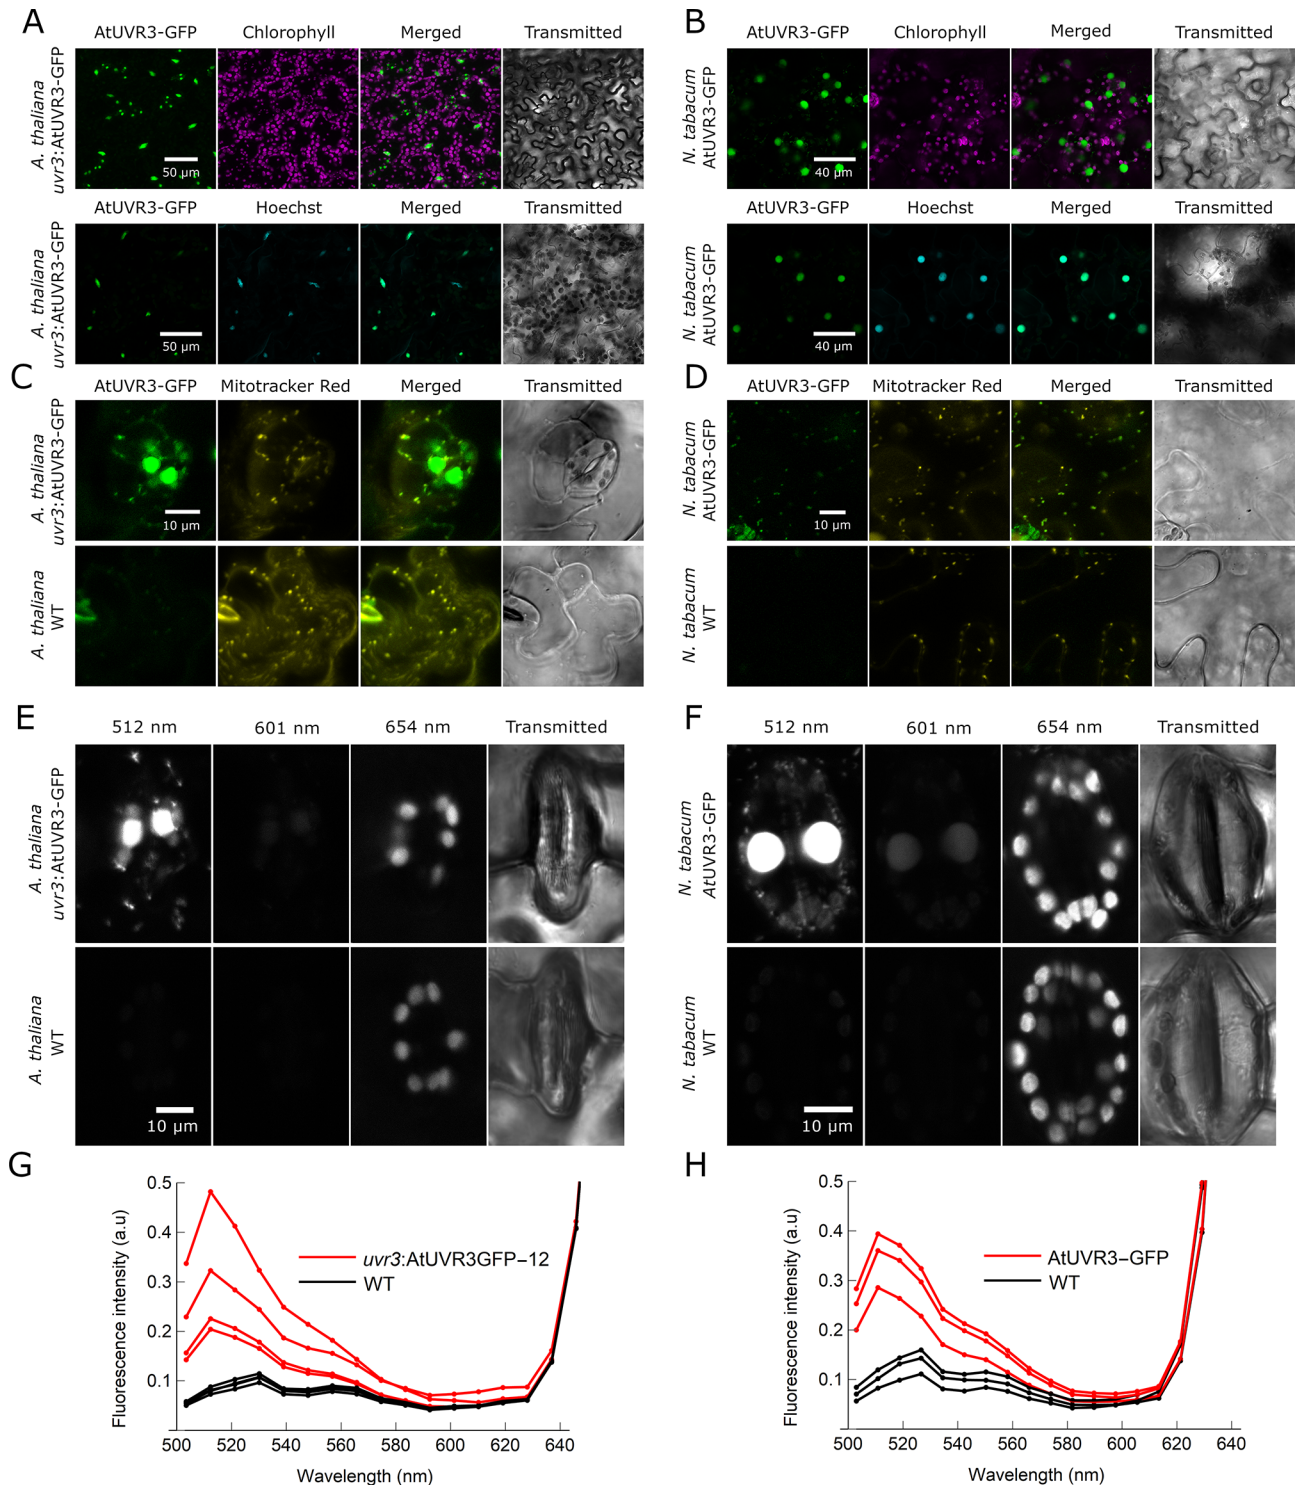 A
AtUVR3-GFP Chlorophyll Merged Transmitted
A. thaliana
uvr3:AtUVR3-GFP
50 µm
AtUVR3-GFP Hoechst Merged Transmitted
A. thaliana
uvr3:AtUVR3-GFP
50 µm
B
AtUVR3-GFP Chlorophyll Merged Transmitted
N. tabacum
AtUVR3-GFP
40 µm
AtUVR3-GFP Hoechst Merged Transmitted
N. tabacum
AtUVR3-GFP
40 µm
C
AtUVR3-GFP Mitotracker Red Merged Transmitted
A. thaliana
uvr3:AtUVR3-GFP
10 µm
A. thaliana
WT
D
AtUVR3-GFP Mitotracker Red Merged Transmitted
N. tabacum
AtUVR3-GFP
10 µm
N. tabacum
WT
E
512 nm 601 nm 654 nm Transmitted
A. thaliana
uvr3:AtUVR3-GFP
A. thaliana
WT
10 µm
F
512 nm 601 nm 654 nm Transmitted
N. tabacum
AtUVR3-GFP
N. tabacum
WT
10 µm
G
Fluorescence intensity (a.u)
0.5
0.4
0.3
0.2
0.1
uvr3:AtUVR3GFP–12
WT
500 520 540 560 580 600 620 640
Wavelength (nm)
H
Fluorescence intensity (a.u)
0.5
0.4
0.3
0.2
0.1
AtUVR3–GFP
WT
500 520 540 560 580 600 620 640
Wavelength (nm)